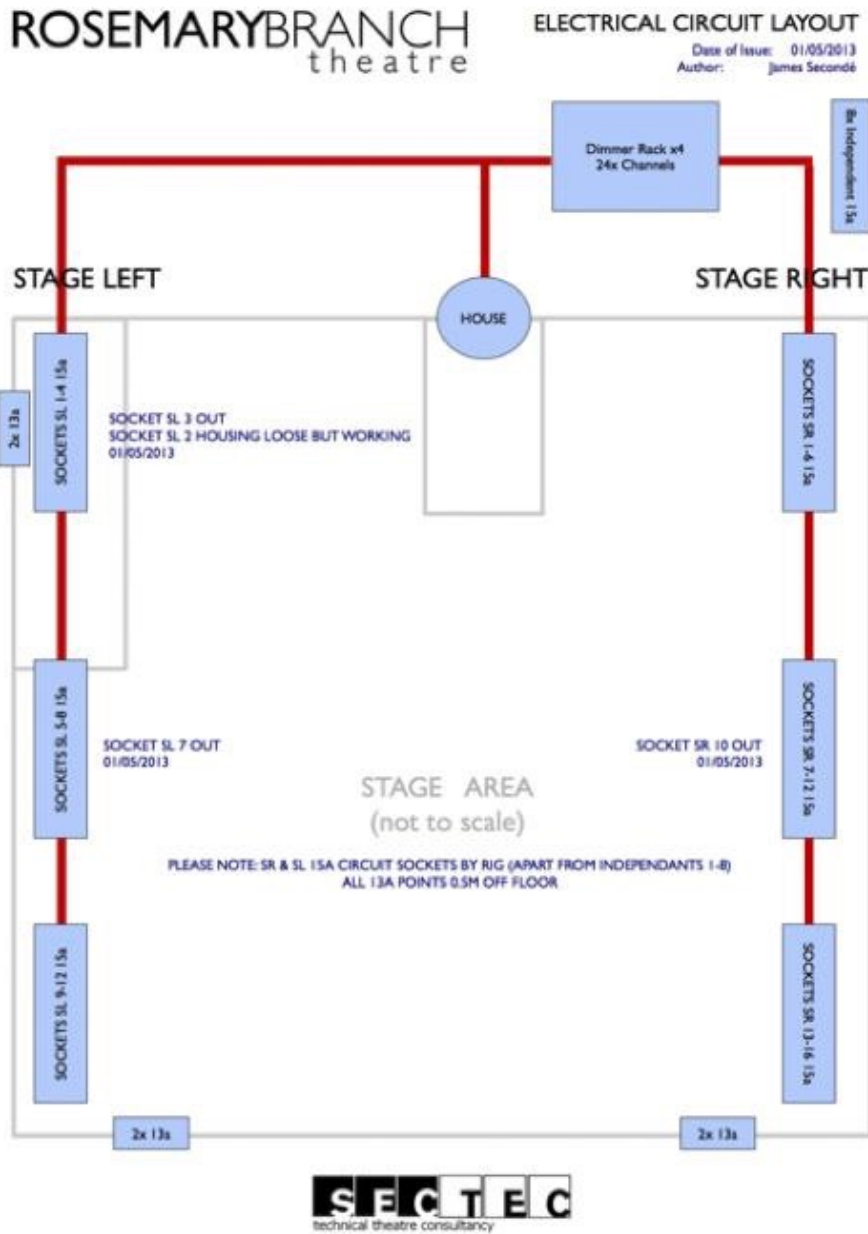 ROSEMARYBRANCH
theatre
ELECTRICAL CIRCUIT LAYOUT
Date of Issue: 01/05/2013
Author: James Secondé
Dimmer Rack x4
24x Channels
8x Independent 15a
STAGE LEFT
STAGE RIGHT
HOUSE
SOCKETS SL 1-4 15a
2x 13a
SOCKET SL 3 OUT
SOCKET SL 2 HOUSING LOOSE BUT WORKING
01/05/2013
SOCKETS SR 1-6 15a
SOCKETS SL 5-8 15a
SOCKET SL 7 OUT
01/05/2013
SOCKET SR 10 OUT
01/05/2013
SOCKETS SR 7-12 15a
STAGE AREA
(not to scale)
PLEASE NOTE: SR & SL 15A CIRCUIT SOCKETS BY RIG (APART FROM INDEPENDANTS 1-8)
ALL 13A POINTS 0.5M OFF FLOOR
SOCKETS SL 9-12 15a
SOCKETS SR 13-16 15a
2x 13a
2x 13a
SECTEC
technical theatre consultancy